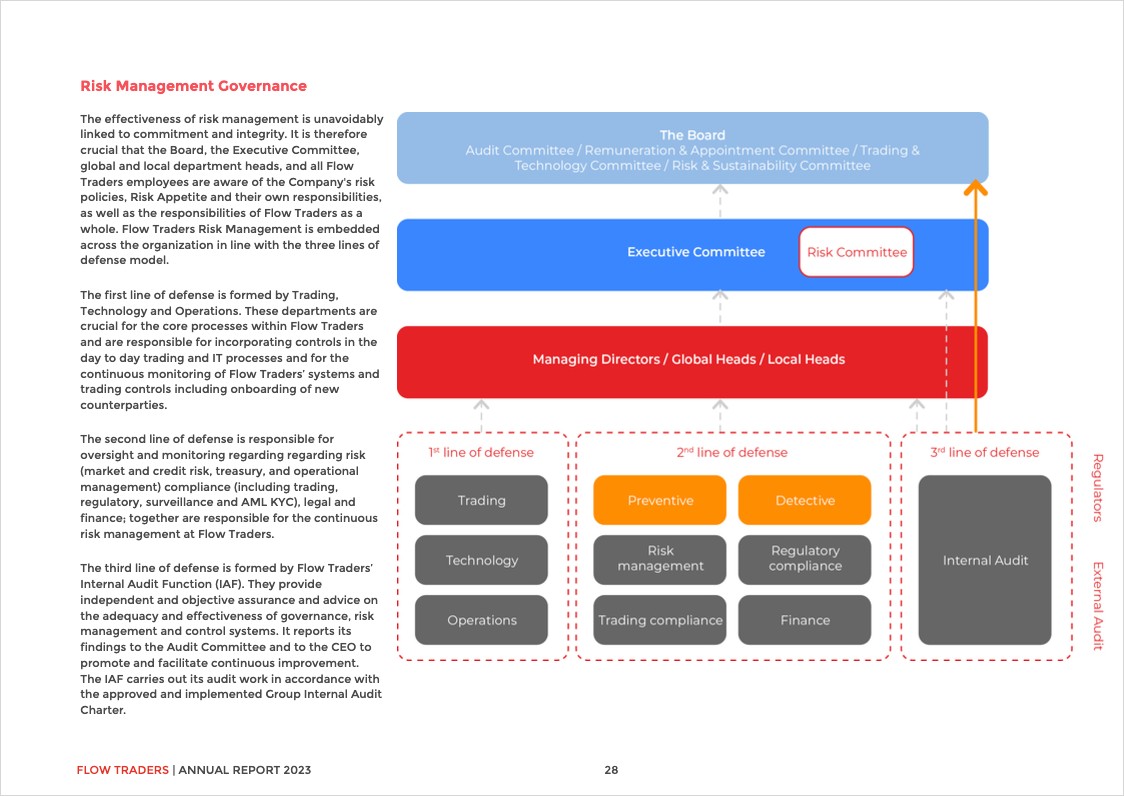 Risk Management Governance
The effectiveness of risk management is unavoidably
linked to commitment and integrity. It is therefore
crucial that the Board, the Executive Committee,
global and local department heads, and all Flow
Traders employees are aware of the Company's risk
policies, Risk Appetite and their own responsibilities,
as well as the responsibilities of Flow Traders as a
whole. Flow Traders Risk Management is embedded
across the organization in line with the three lines of
defense model.
The first line of defense is formed by Trading,
Technology and Operations. These departments are
crucial for the core processes within Flow Traders
and are responsible for incorporating controls in the
day to day trading and IT processes and for the
continuous monitoring of Flow Traders’ systems and
trading controls including onboarding of new
counterparties.
The second line of defense is responsible for
oversight and monitoring regarding regarding risk
(market and credit risk, treasury, and operational
management) compliance (including trading,
regulatory, surveillance and AML KYC), legal and
finance; together are responsible for the continuous
risk management at Flow Traders.
The third line of defense is formed by Flow Traders’
Internal Audit Function (IAF). They provide
independent and objective assurance and advice on
the adequacy and effectiveness of governance, risk
management and control systems. It reports its
findings to the Audit Committee and to the CEO to
promote and facilitate continuous improvement.
The IAF carries out its audit work in accordance with
the approved and implemented Group Internal Audit
Charter.
The Board
Audit Committee / Remuneration & Appointment Committee / Trading &
Technology Committee / Risk & Sustainability Committee
Executive Committee
Risk Committee
Managing Directors / Global Heads / Local Heads
1st line of defense
Trading
Technology
Operations
2nd line of defense
Preventive
Detective
Risk
management
Regulatory
compliance
Trading compliance
Finance
3rd line of defense
Internal Audit
Regulators
External Audit
FLOW TRADERS | ANNUAL REPORT 2023
28